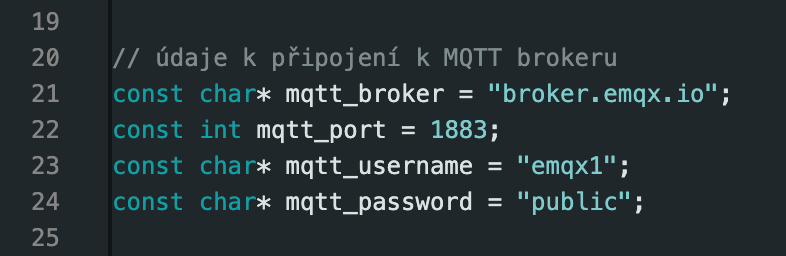 19
20 // údaje k připojení k MQTT brokeru
21 const char* mqtt_broker = "broker.emqx.io";
22 const int mqtt_port = 1883;
23 const char* mqtt_username = "emqx1";
24 const char* mqtt_password = "public";
25